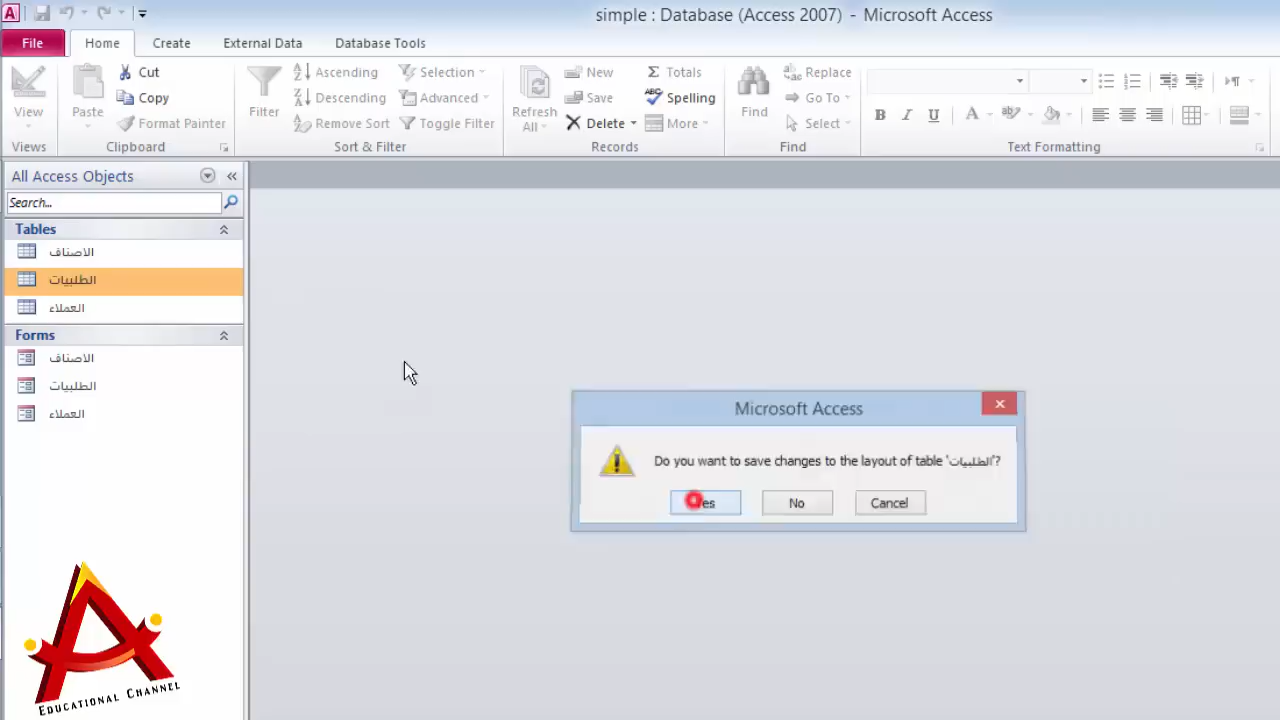 simple : Database (Access 2007) - Microsoft Access
File Home Create External Data Database Tools
View
Views
Paste
Cut
Copy
Format Painter
Clipboard
Filter
Ascending
Descending
Remove Sort
Selection
Advanced
Toggle Filter
Sort & Filter
Refresh
All
New
Save
Delete
Totals
Spelling
More
Records
Find
Replace
Go To
Select
Find
Text Formatting
All Access Objects
Search...
Tables
الاصناف
الطلبيات
العملاء
Forms
الاصناف
الطلبيات
العملاء
Microsoft Access
Do you want to save changes to the layout of table 'الطلبيات'?
Yes No Cancel
EDUCATIONAL CHANNEL